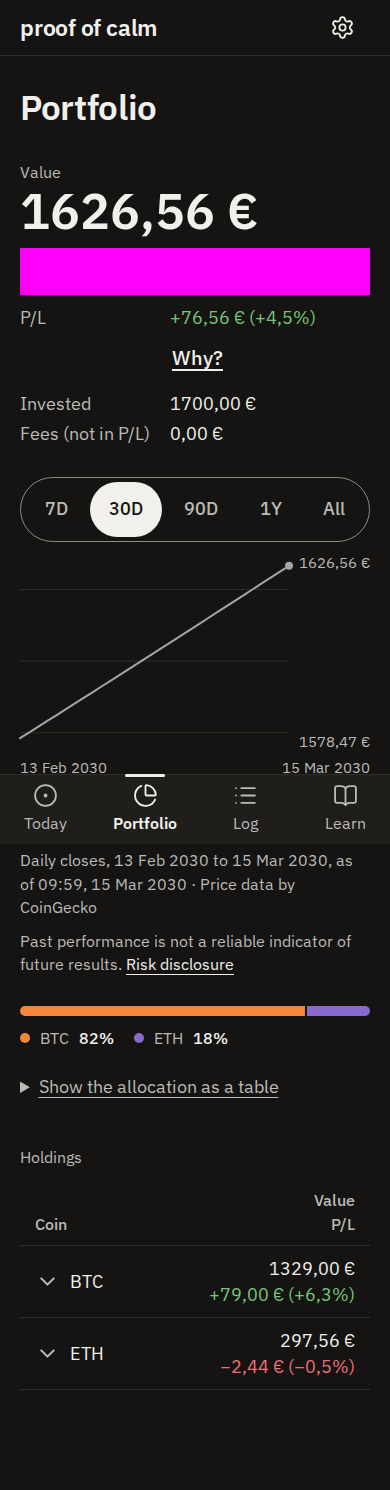 proof of calm
Portfolio
Value
1626,56 €
P/L +76,56 € (+4,5%)
Why?
Invested 1700,00 €
Fees (not in P/L) 0,00 €
7D 30D 90D 1Y All
1626,56 €
1578,47 €
13 Feb 2030 15 Mar 2030
Today Portfolio Log Learn
Daily closes, 13 Feb 2030 to 15 Mar 2030, as
of 09:59, 15 Mar 2030 · Price data by
CoinGecko
Past performance is not a reliable indicator of
future results. Risk disclosure
BTC 82% ETH 18%
Show the allocation as a table
Holdings
Value
Coin P/L
BTC 1329,00 €
+79,00 € (+6,3%)
ETH 297,56 €
−2,44 € (−0,5%)